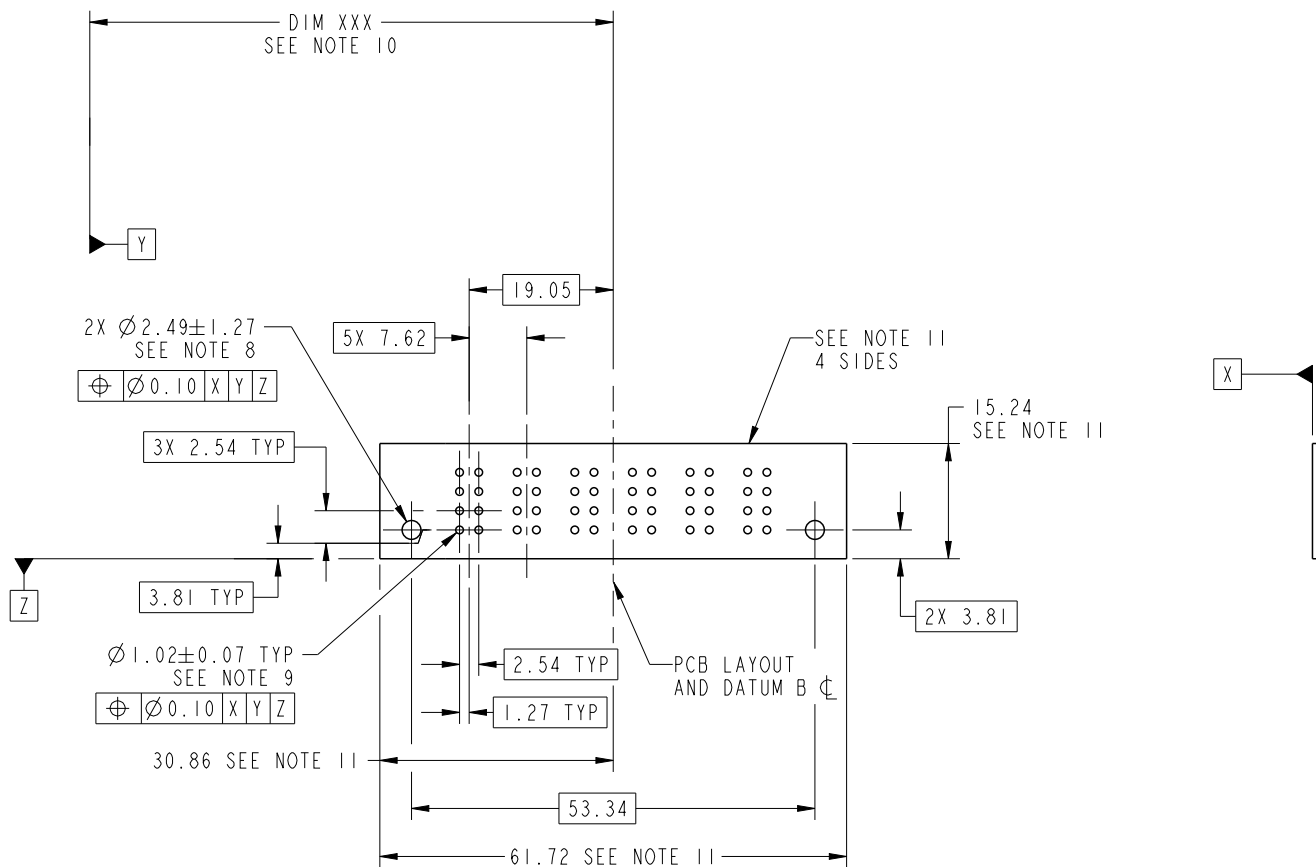 DIM XXX
SEE NOTE 10
Y
19.05
2X Ø2.49±1.27
SEE NOTE 8
⌖ Ø0.10 X Y Z
5X 7.62
SEE NOTE 11
4 SIDES
X
15.24
SEE NOTE 11
3X 2.54 TYP
Z
3.81 TYP
2X 3.81
Ø1.02±0.07 TYP
SEE NOTE 9
⌖ Ø0.10 X Y Z
2.54 TYP
PCB LAYOUT
AND DATUM B ℄
1.27 TYP
30.86 SEE NOTE 11
53.34
61.72 SEE NOTE 11